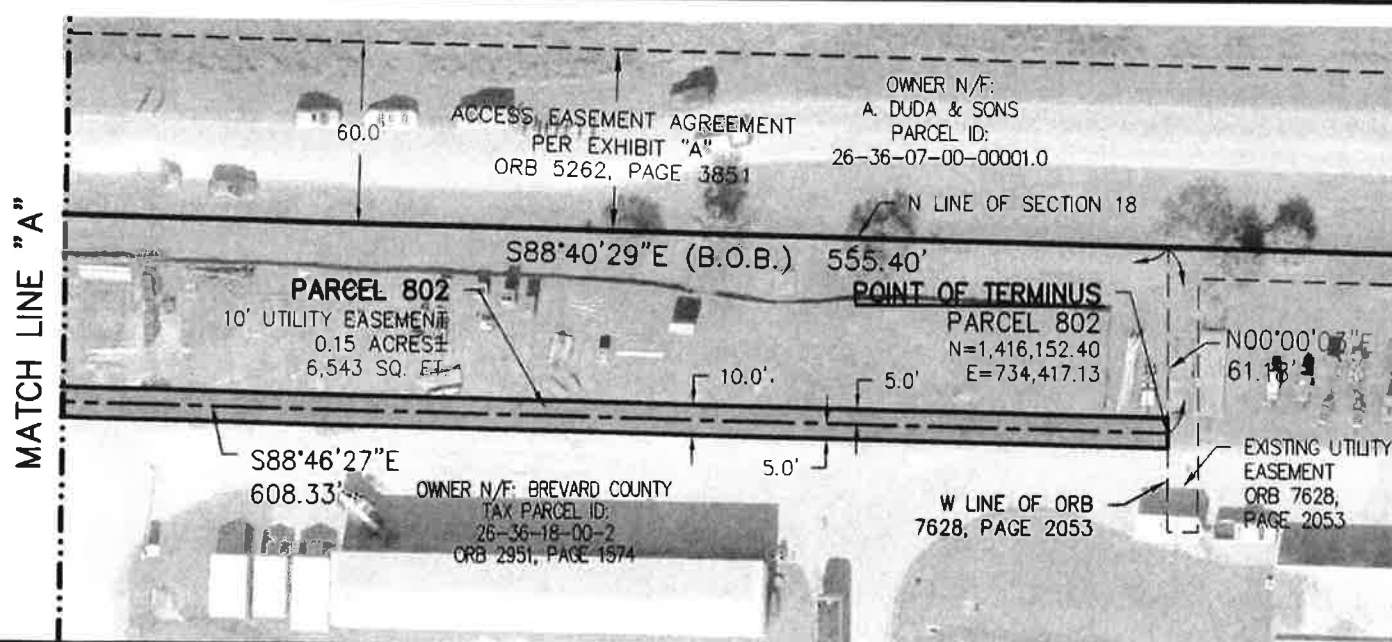 MATCH LINE "A"
60.0'
ACCESS EASEMENT AGREEMENT
PER EXHIBIT "A"
ORB 5262, PAGE 3851
OWNER N/F:
A. DUDA & SONS
PARCEL ID:
26-36-07-00-00001.0
N LINE OF SECTION 18
S88°40'29"E (B.O.B.) 555.40'
PARCEL 802
10' UTILITY EASEMENT
0.15 ACRES±
6,543 SQ. FT.
POINT OF TERMINUS
PARCEL 802
N=1,416,152.40
E=734,417.13
N00°00'03"E
61.18'
10.0'
5.0'
5.0'
S88°46'27"E
608.33'
OWNER N/F: BREVARD COUNTY
TAX PARCEL ID:
26-36-18-00-2
ORB 2951, PAGE 1574
W LINE OF ORB
7628, PAGE 2053
EXISTING UTILITY
EASEMENT
ORB 7628,
PAGE 2053